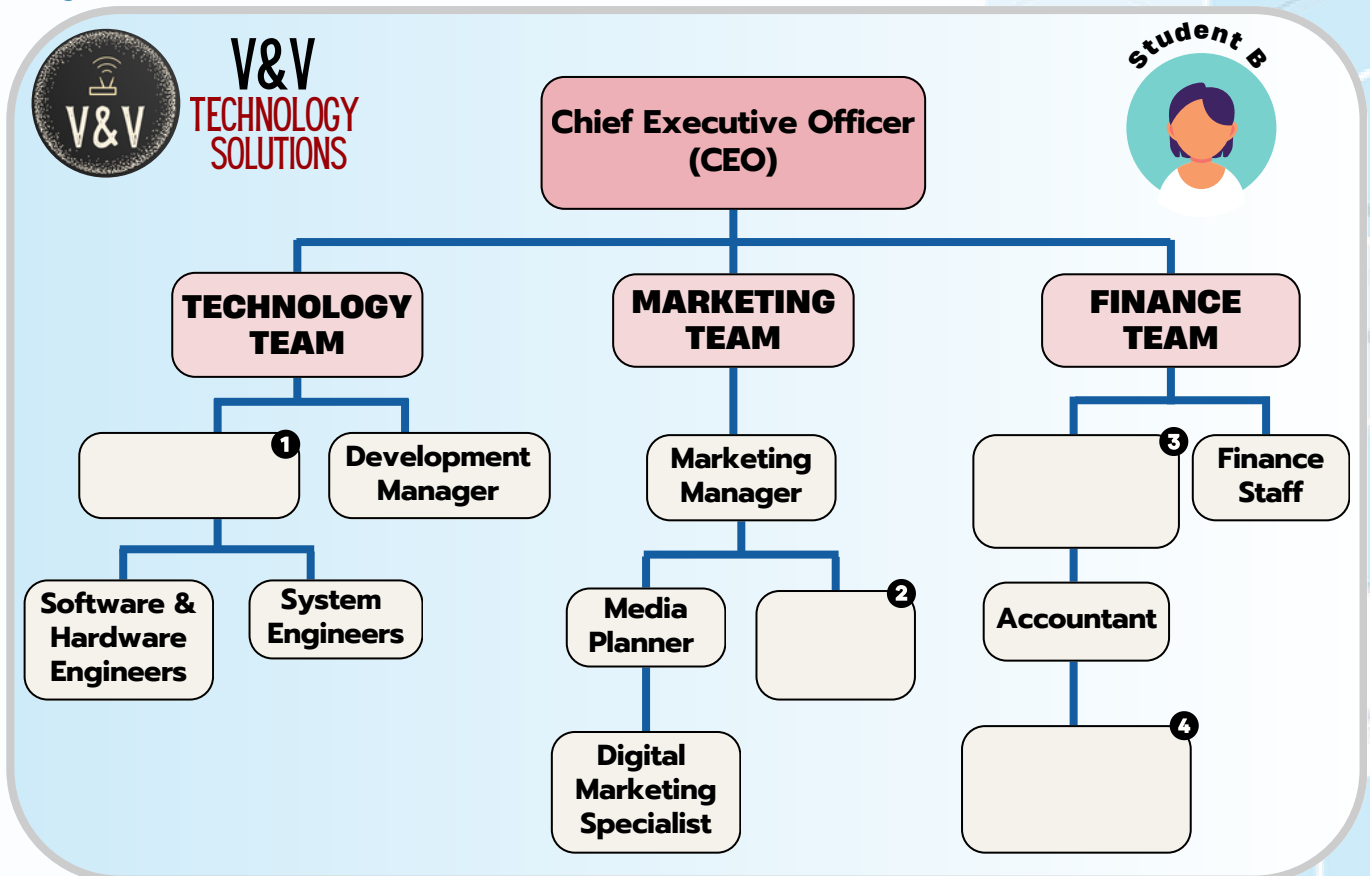 V&V
V&V
TECHNOLOGY
SOLUTIONS
Student B
Chief Executive Officer
(CEO)
TECHNOLOGY
TEAM
MARKETING
TEAM
FINANCE
TEAM
1
Development
Manager
Marketing
Manager
3
Finance
Staff
Software &
Hardware
Engineers
System
Engineers
Media
Planner
2
Accountant
Digital
Marketing
Specialist
4